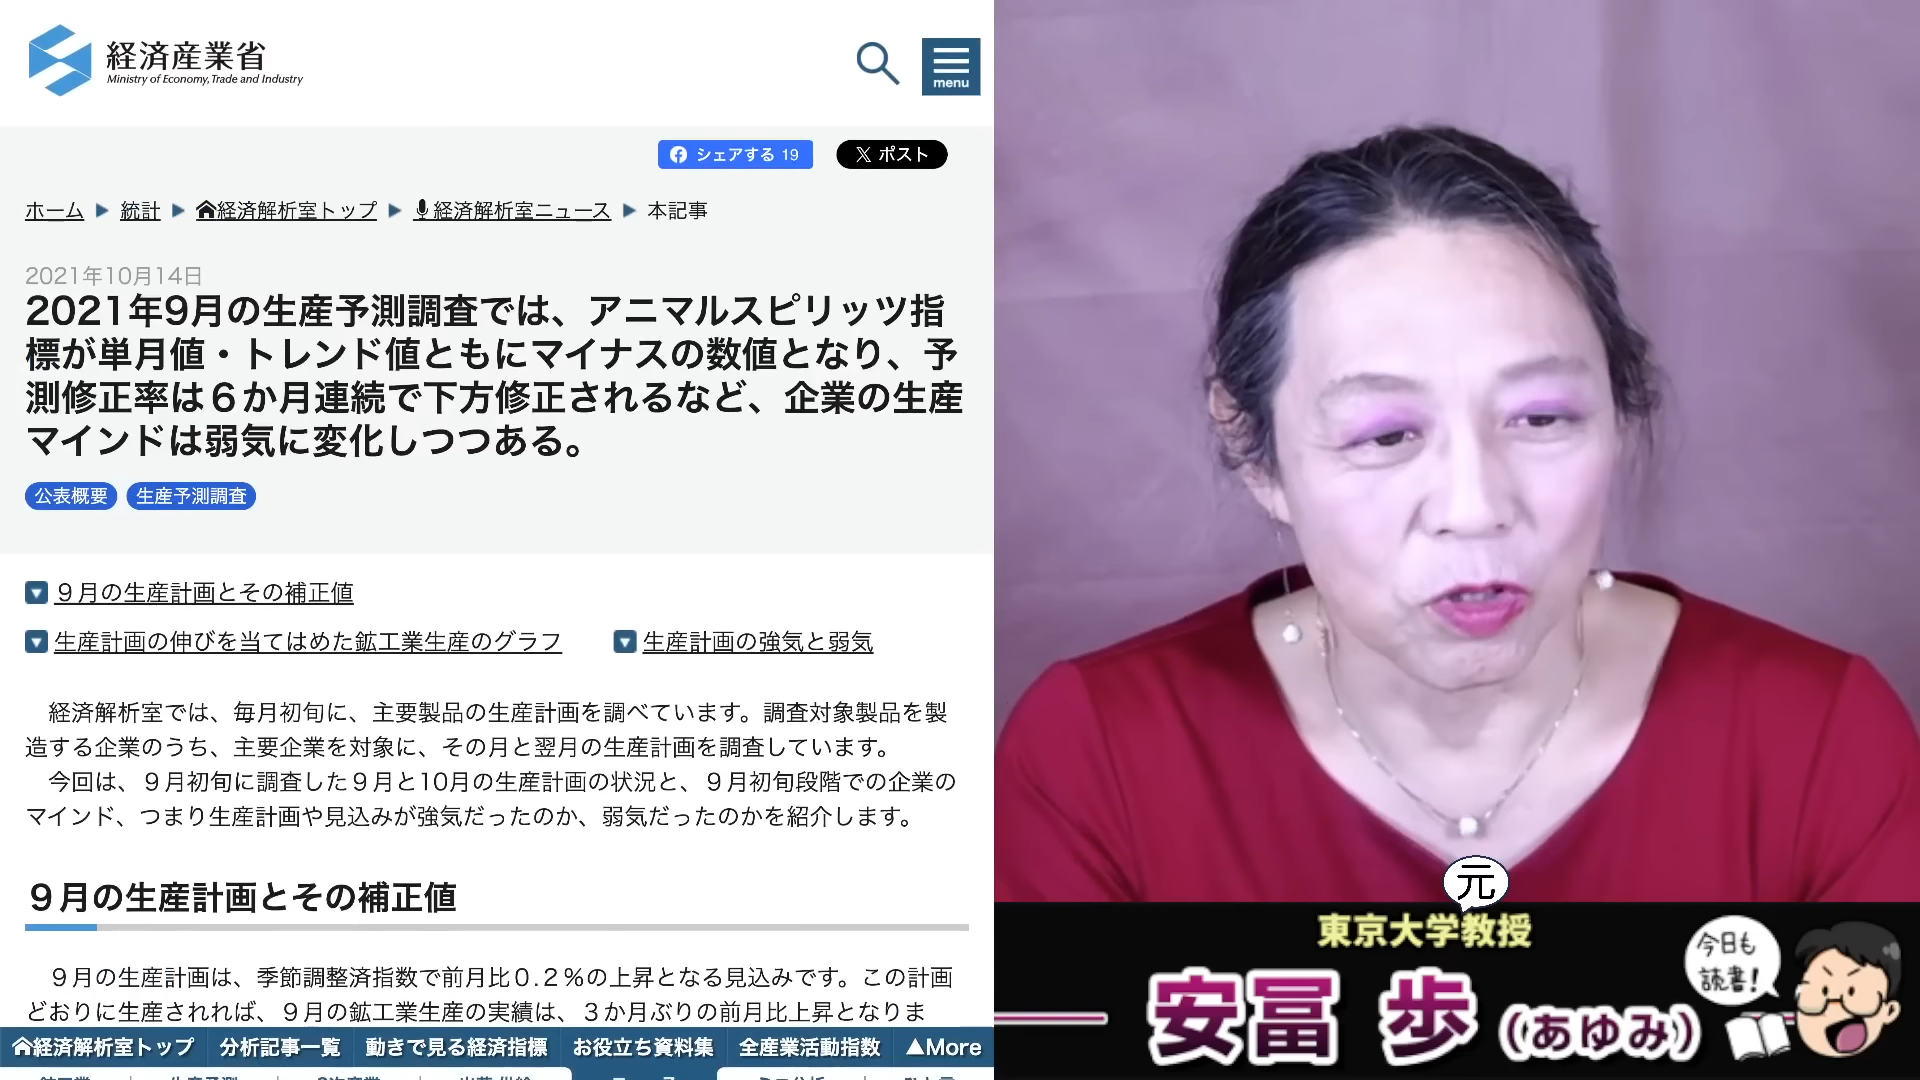 経済産業省
Ministry of Economy, Trade and Industry
menu
シェアする 19
ポスト
ホーム ▶ 統計 ▶ 経済解析室トップ ▶ 経済解析室ニュース ▶ 本記事
2021年10月14日
2021年9月の生産予測調査では、アニマルスピリッツ指
標が単月値・トレンド値ともにマイナスの数値となり、予
測修正率は６か月連続で下方修正されるなど、企業の生産
マインドは弱気に変化しつつある。
公表概要 生産予測調査
９月の生産計画とその補正値
生産計画の伸びを当てはめた鉱工業生産のグラフ 生産計画の強気と弱気
経済解析室では、毎月初旬に、主要製品の生産計画を調べています。調査対象製品を製
造する企業のうち、主要企業を対象に、その月と翌月の生産計画を調査しています。
今回は、９月初旬に調査した９月と10月の生産計画の状況と、９月初旬段階での企業の
マインド、つまり生産計画や見込みが強気だったのか、弱気だったのかを紹介します。
９月の生産計画とその補正値
９月の生産計画は、季節調整済指数で前月比０.２％の上昇となる見込みです。この計画
どおりに生産されれば、９月の鉱工業生産の実績は、３か月ぶりの前月比上昇となりま
経済解析室トップ 分析記事一覧 動きで見る経済指標 お役立ち資料集 全産業活動指数 ▲More
元
東京大学教授
安冨 歩 (あゆみ)
今日も
読書!